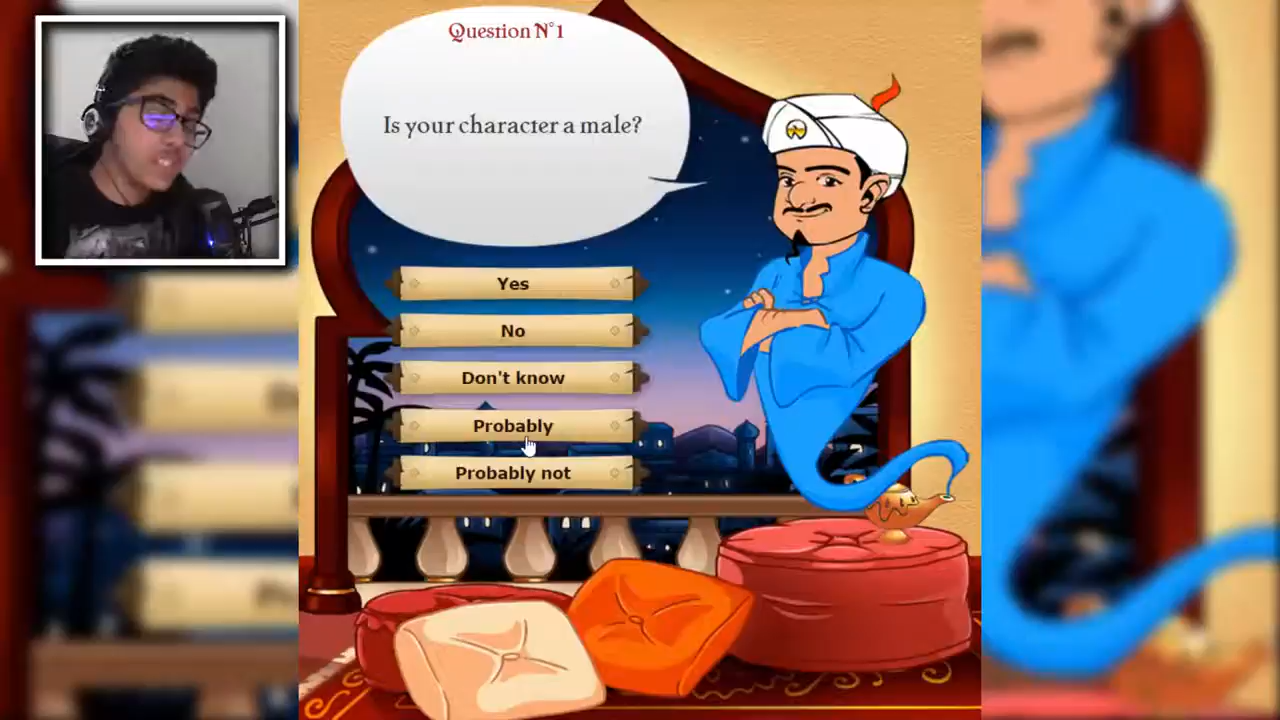 Question N°1
Is your character a male?
Yes
No
Don't know
Probably
Probably not